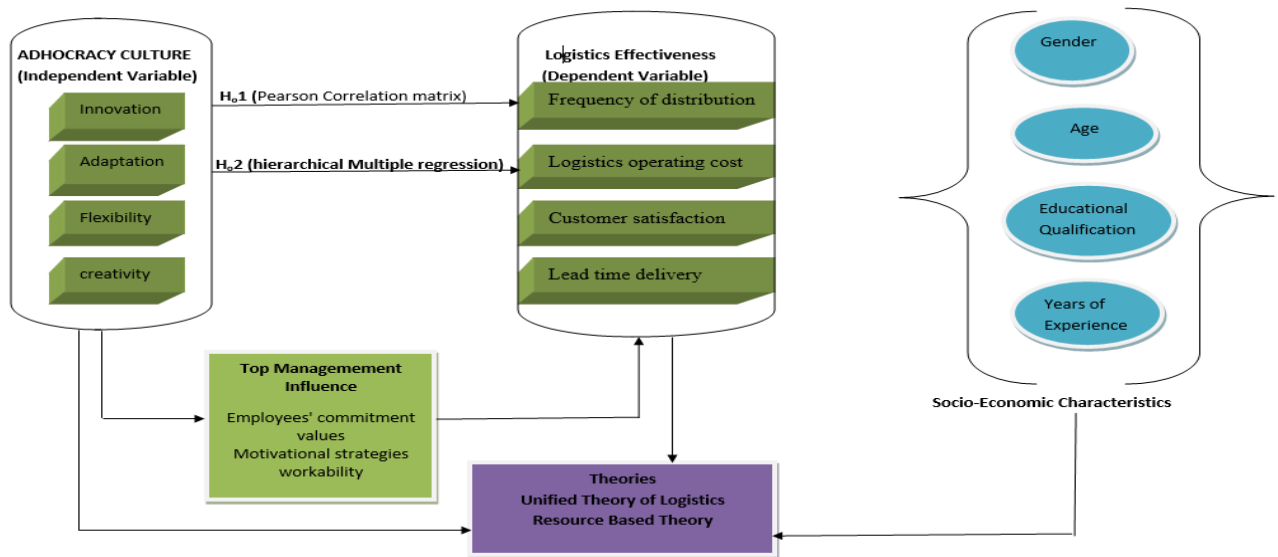 ADHOCRACY CULTURE
(Independent Variable)
Innovation
Adaptation
Flexibility
creativity
Hₒ1 (Pearson Correlation matrix)
Hₒ2 (hierarchical Multiple regression)
Logistics Effectiveness
(Dependent Variable)
Frequency of distribution
Logistics operating cost
Customer satisfaction
Lead time delivery
Gender
Age
Educational
Qualification
Years of
Experience
Socio-Economic Characteristics
Top Managemement
Influence
Employees' commitment
values
Motivational strategies
workability
Theories
Unified Theory of Logistics
Resource Based Theory